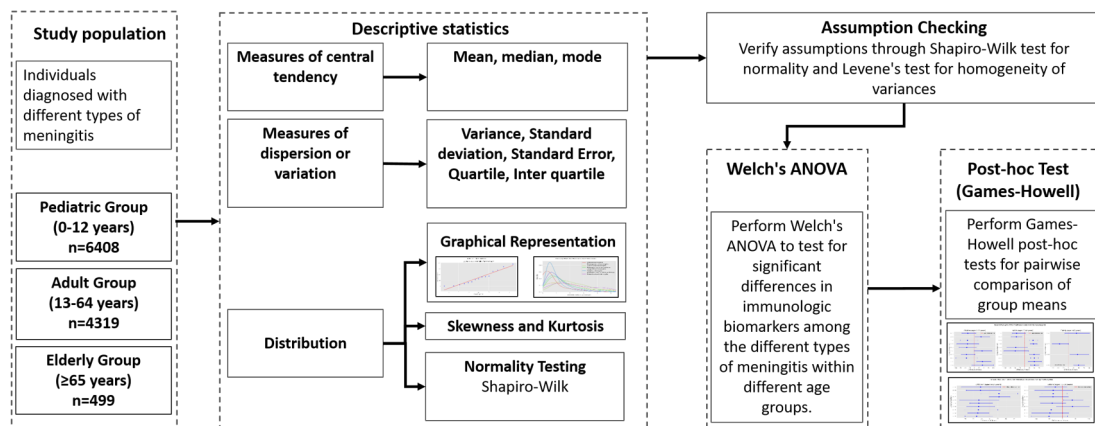 Study population
Individuals
diagnosed with
different types of
meningitis
Pediatric Group
(0-12 years)
n=6408
Adult Group
(13-64 years)
n=4319
Elderly Group
(≥65 years)
n=499
Descriptive statistics
Measures of central
tendency
Mean, median, mode
Measures of
dispersion or
variation
Variance, Standard
deviation, Standard Error,
Quartile, Inter quartile
Distribution
Graphical Representation
Skewness and Kurtosis
Normality Testing
Shapiro-Wilk
Assumption Checking
Verify assumptions through Shapiro-Wilk test for
normality and Levene's test for homogeneity of
variances
Welch's ANOVA
Perform Welch's
ANOVA to test for
significant
differences in
immunologic
biomarkers among
the different types
of meningitis within
different age
groups.
Post-hoc Test
(Games-Howell)
Perform Games-
Howell post-hoc
tests for pairwise
comparison of
group means